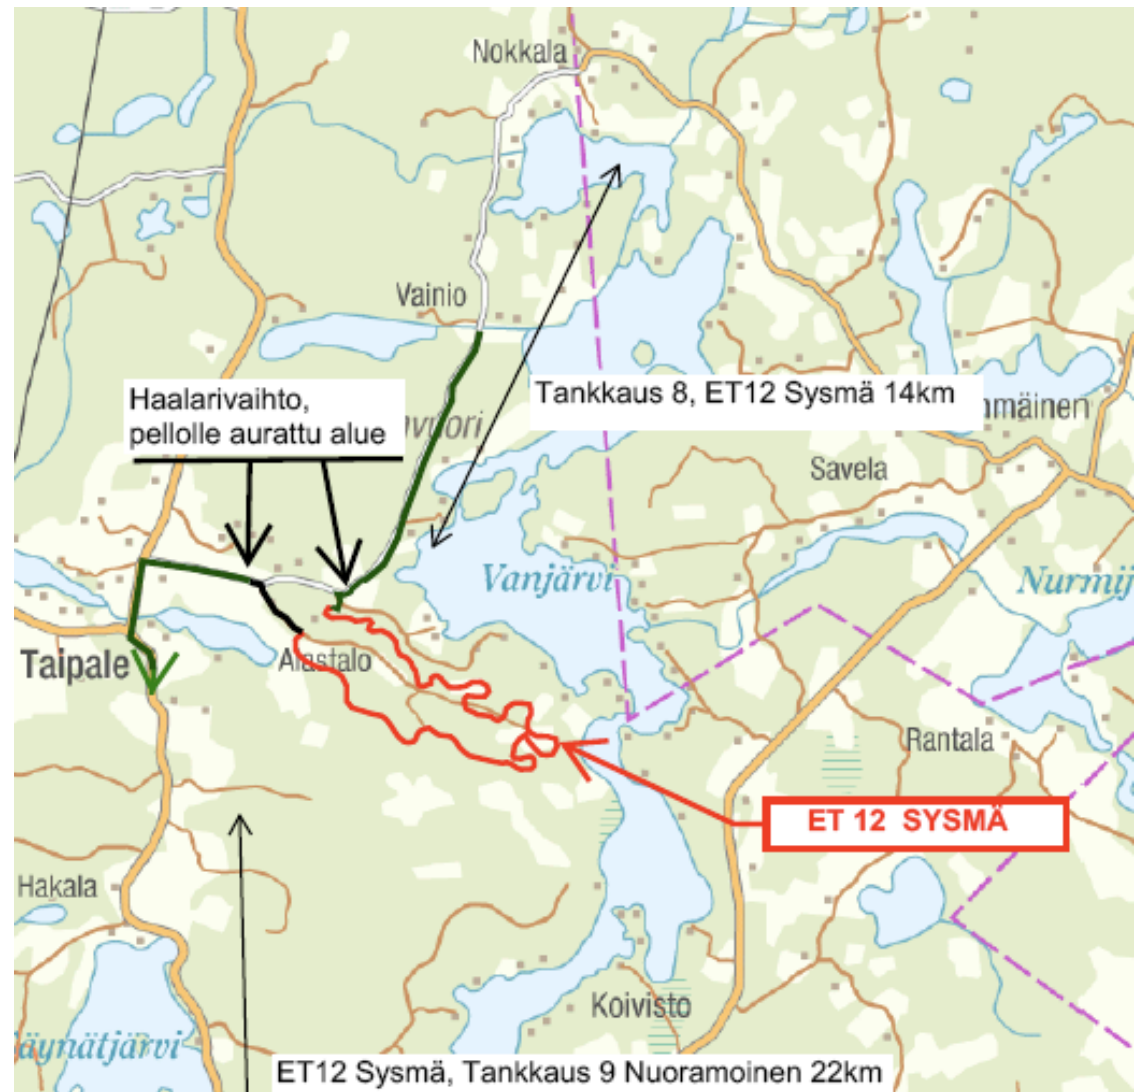 Nokkala
Vainio
Haalarivaihto,
pellolle aurattu alue
Tankkaus 8, ET12 Sysmä 14km
Savela
Vanjärvi
Taipale
Alastalo
Rantala
ET 12 SYSMÄ
Hakala
Koivisto
ET12 Sysmä, Tankkaus 9 Nuoramoinen 22km